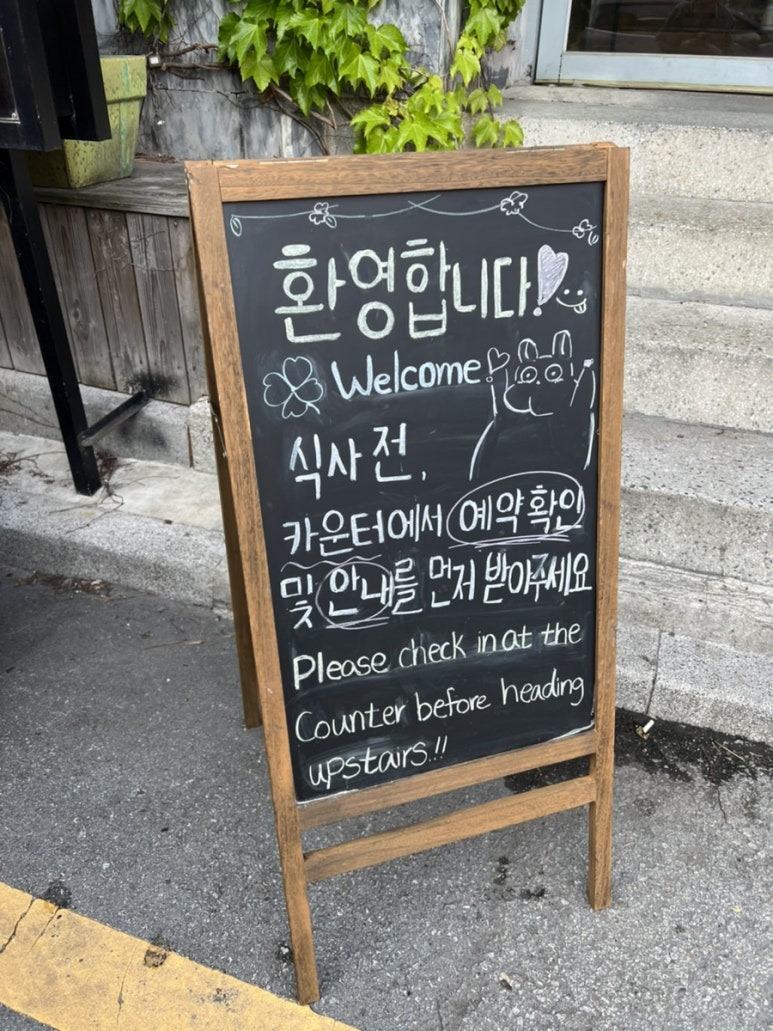 환영합니다!
Welcome
식사 전,
카운터에서 예약확인
및 안내를 먼저 받아주세요
Please check in at the
Counter before heading
upstairs!!!